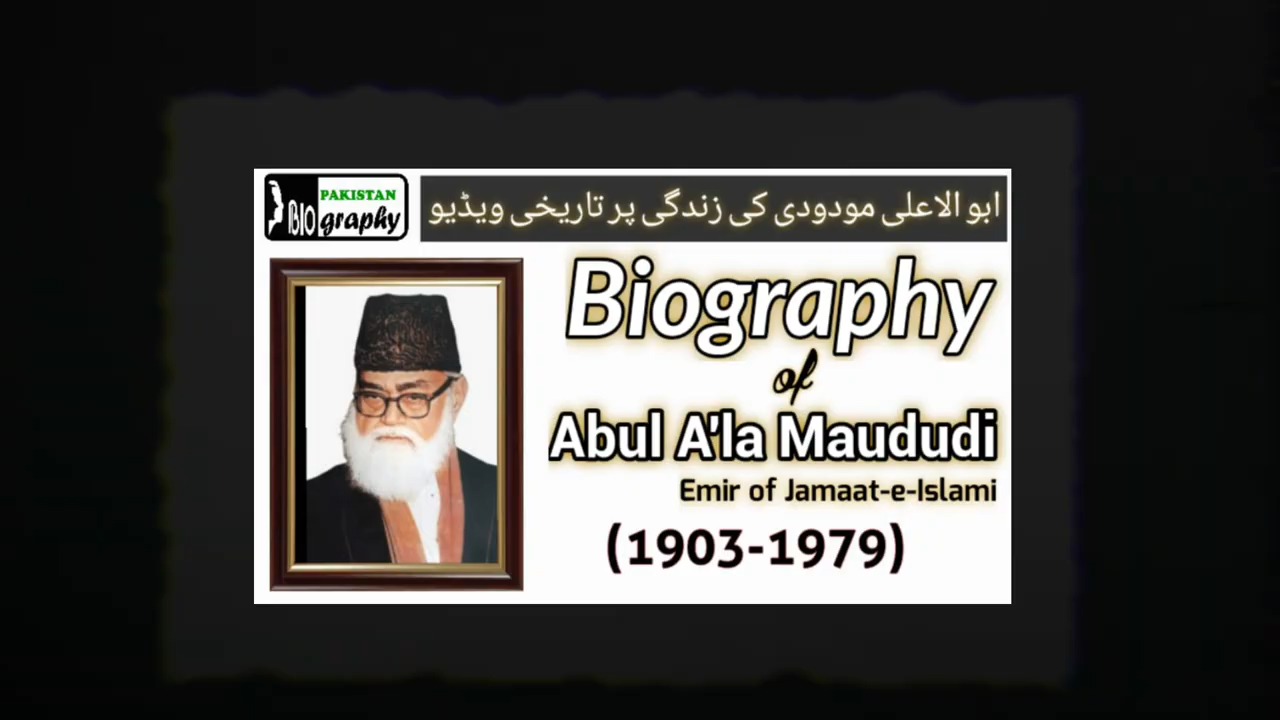 PAKISTAN
BIOgraphy
ابو الاعلی مودودی کی زندگی پر تاریخی ویڈیو
Biography
of
Abul A'la Maududi
Emir of Jamaat-e-Islami
(1903-1979)